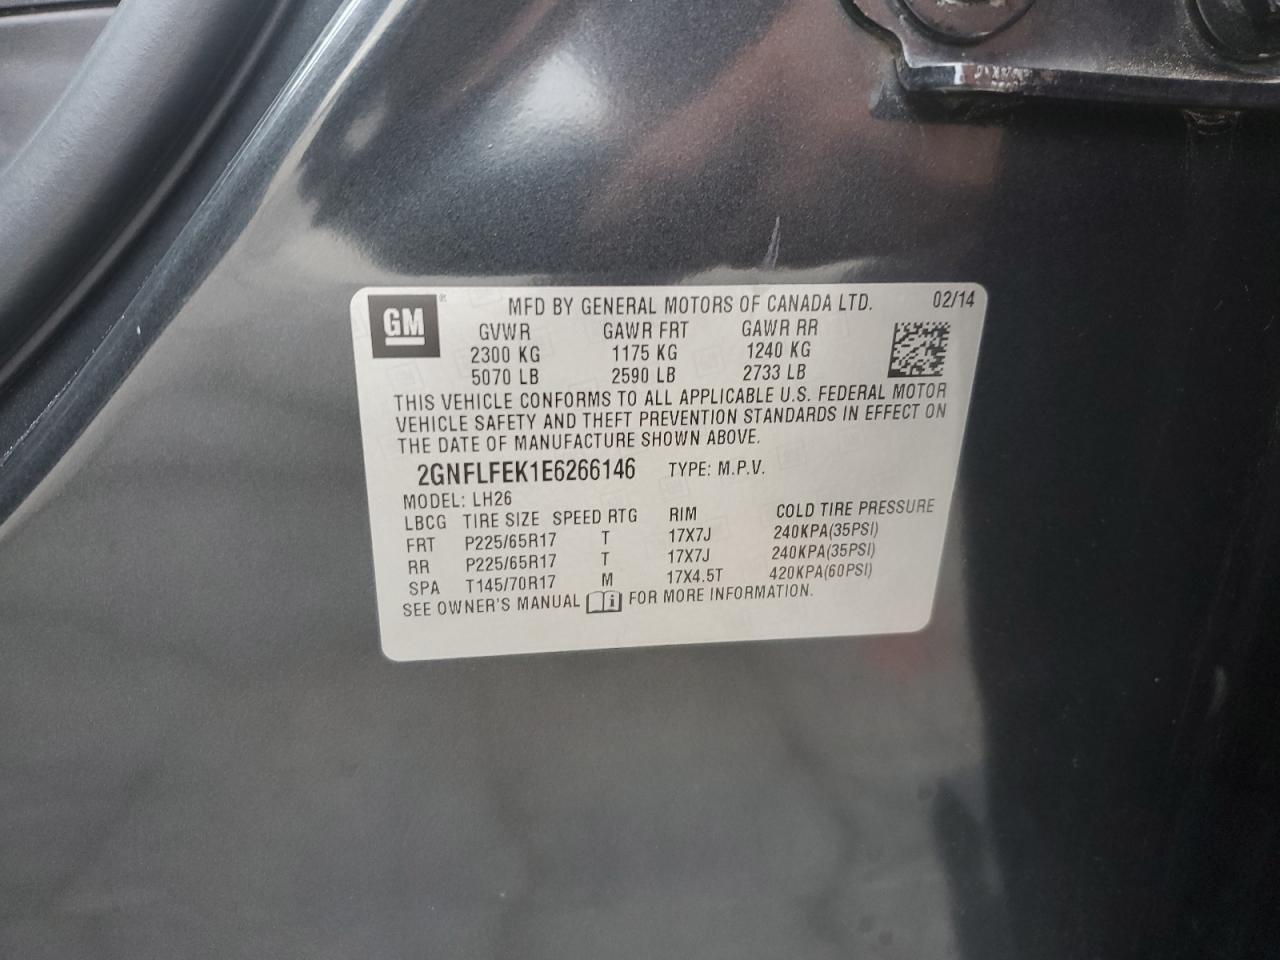 GM ® MFD BY GENERAL MOTORS OF CANADA LTD. 02/14
GVWR GAWR FRT GAWR RR
2300 KG 1175 KG 1240 KG
5070 LB 2590 LB 2733 LB
THIS VEHICLE CONFORMS TO ALL APPLICABLE U.S. FEDERAL MOTOR
VEHICLE SAFETY AND THEFT PREVENTION STANDARDS IN EFFECT ON
THE DATE OF MANUFACTURE SHOWN ABOVE.
2GNFLFEK1E6266146 TYPE: M.P.V.
MODEL: LH26
LBCG TIRE SIZE SPEED RTG RIM COLD TIRE PRESSURE
FRT P225/65R17 T 17X7J 240KPA(35PSI)
RR P225/65R17 T 17X7J 240KPA(35PSI)
SPA T145/70R17 M 17X4.5T 420KPA(60PSI)
SEE OWNER'S MANUAL i FOR MORE INFORMATION.